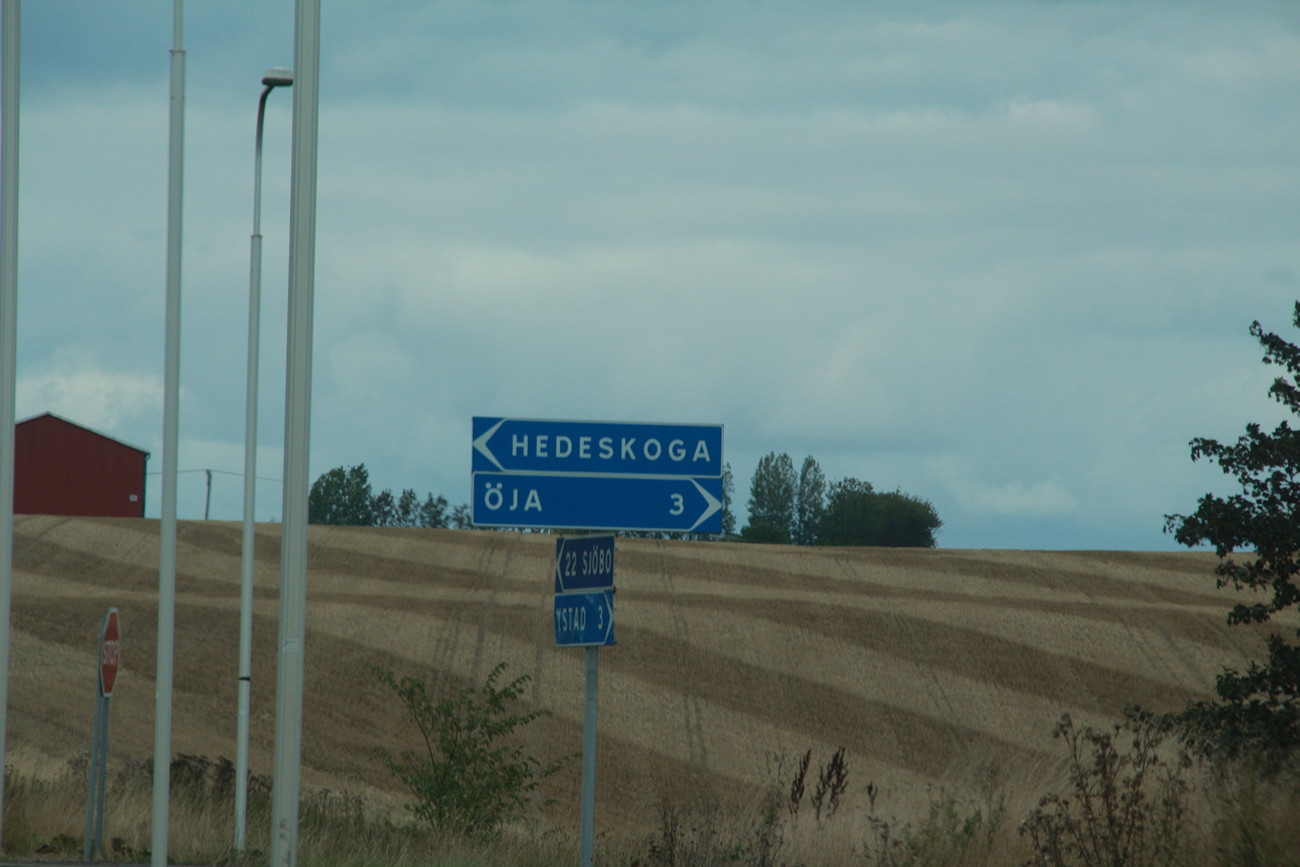 HEDESKOGA
ÖJA 3
22 SJÖBO
YSTAD 3
STOP